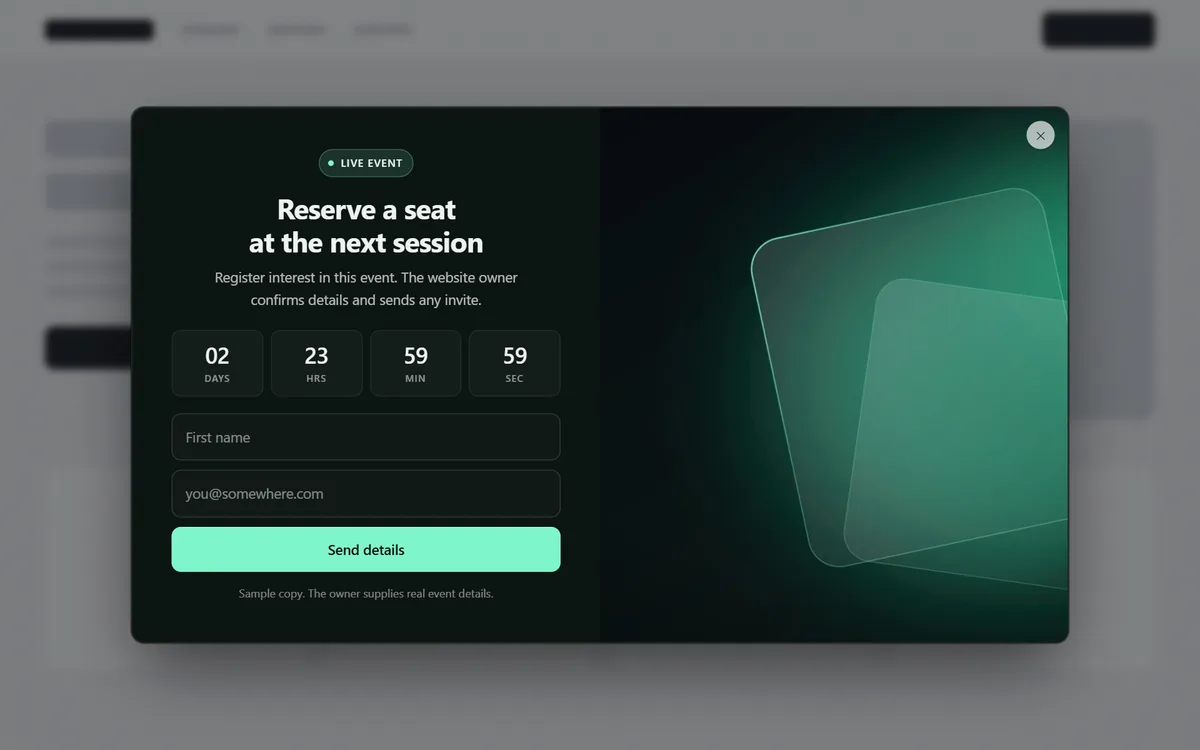 LIVE EVENT
Reserve a seat
at the next session
Register interest in this event. The website owner
confirms details and sends any invite.
02 23 59 59
DAYS HRS MIN SEC
First name
you@somewhere.com
Send details
Sample copy. The owner supplies real event details.